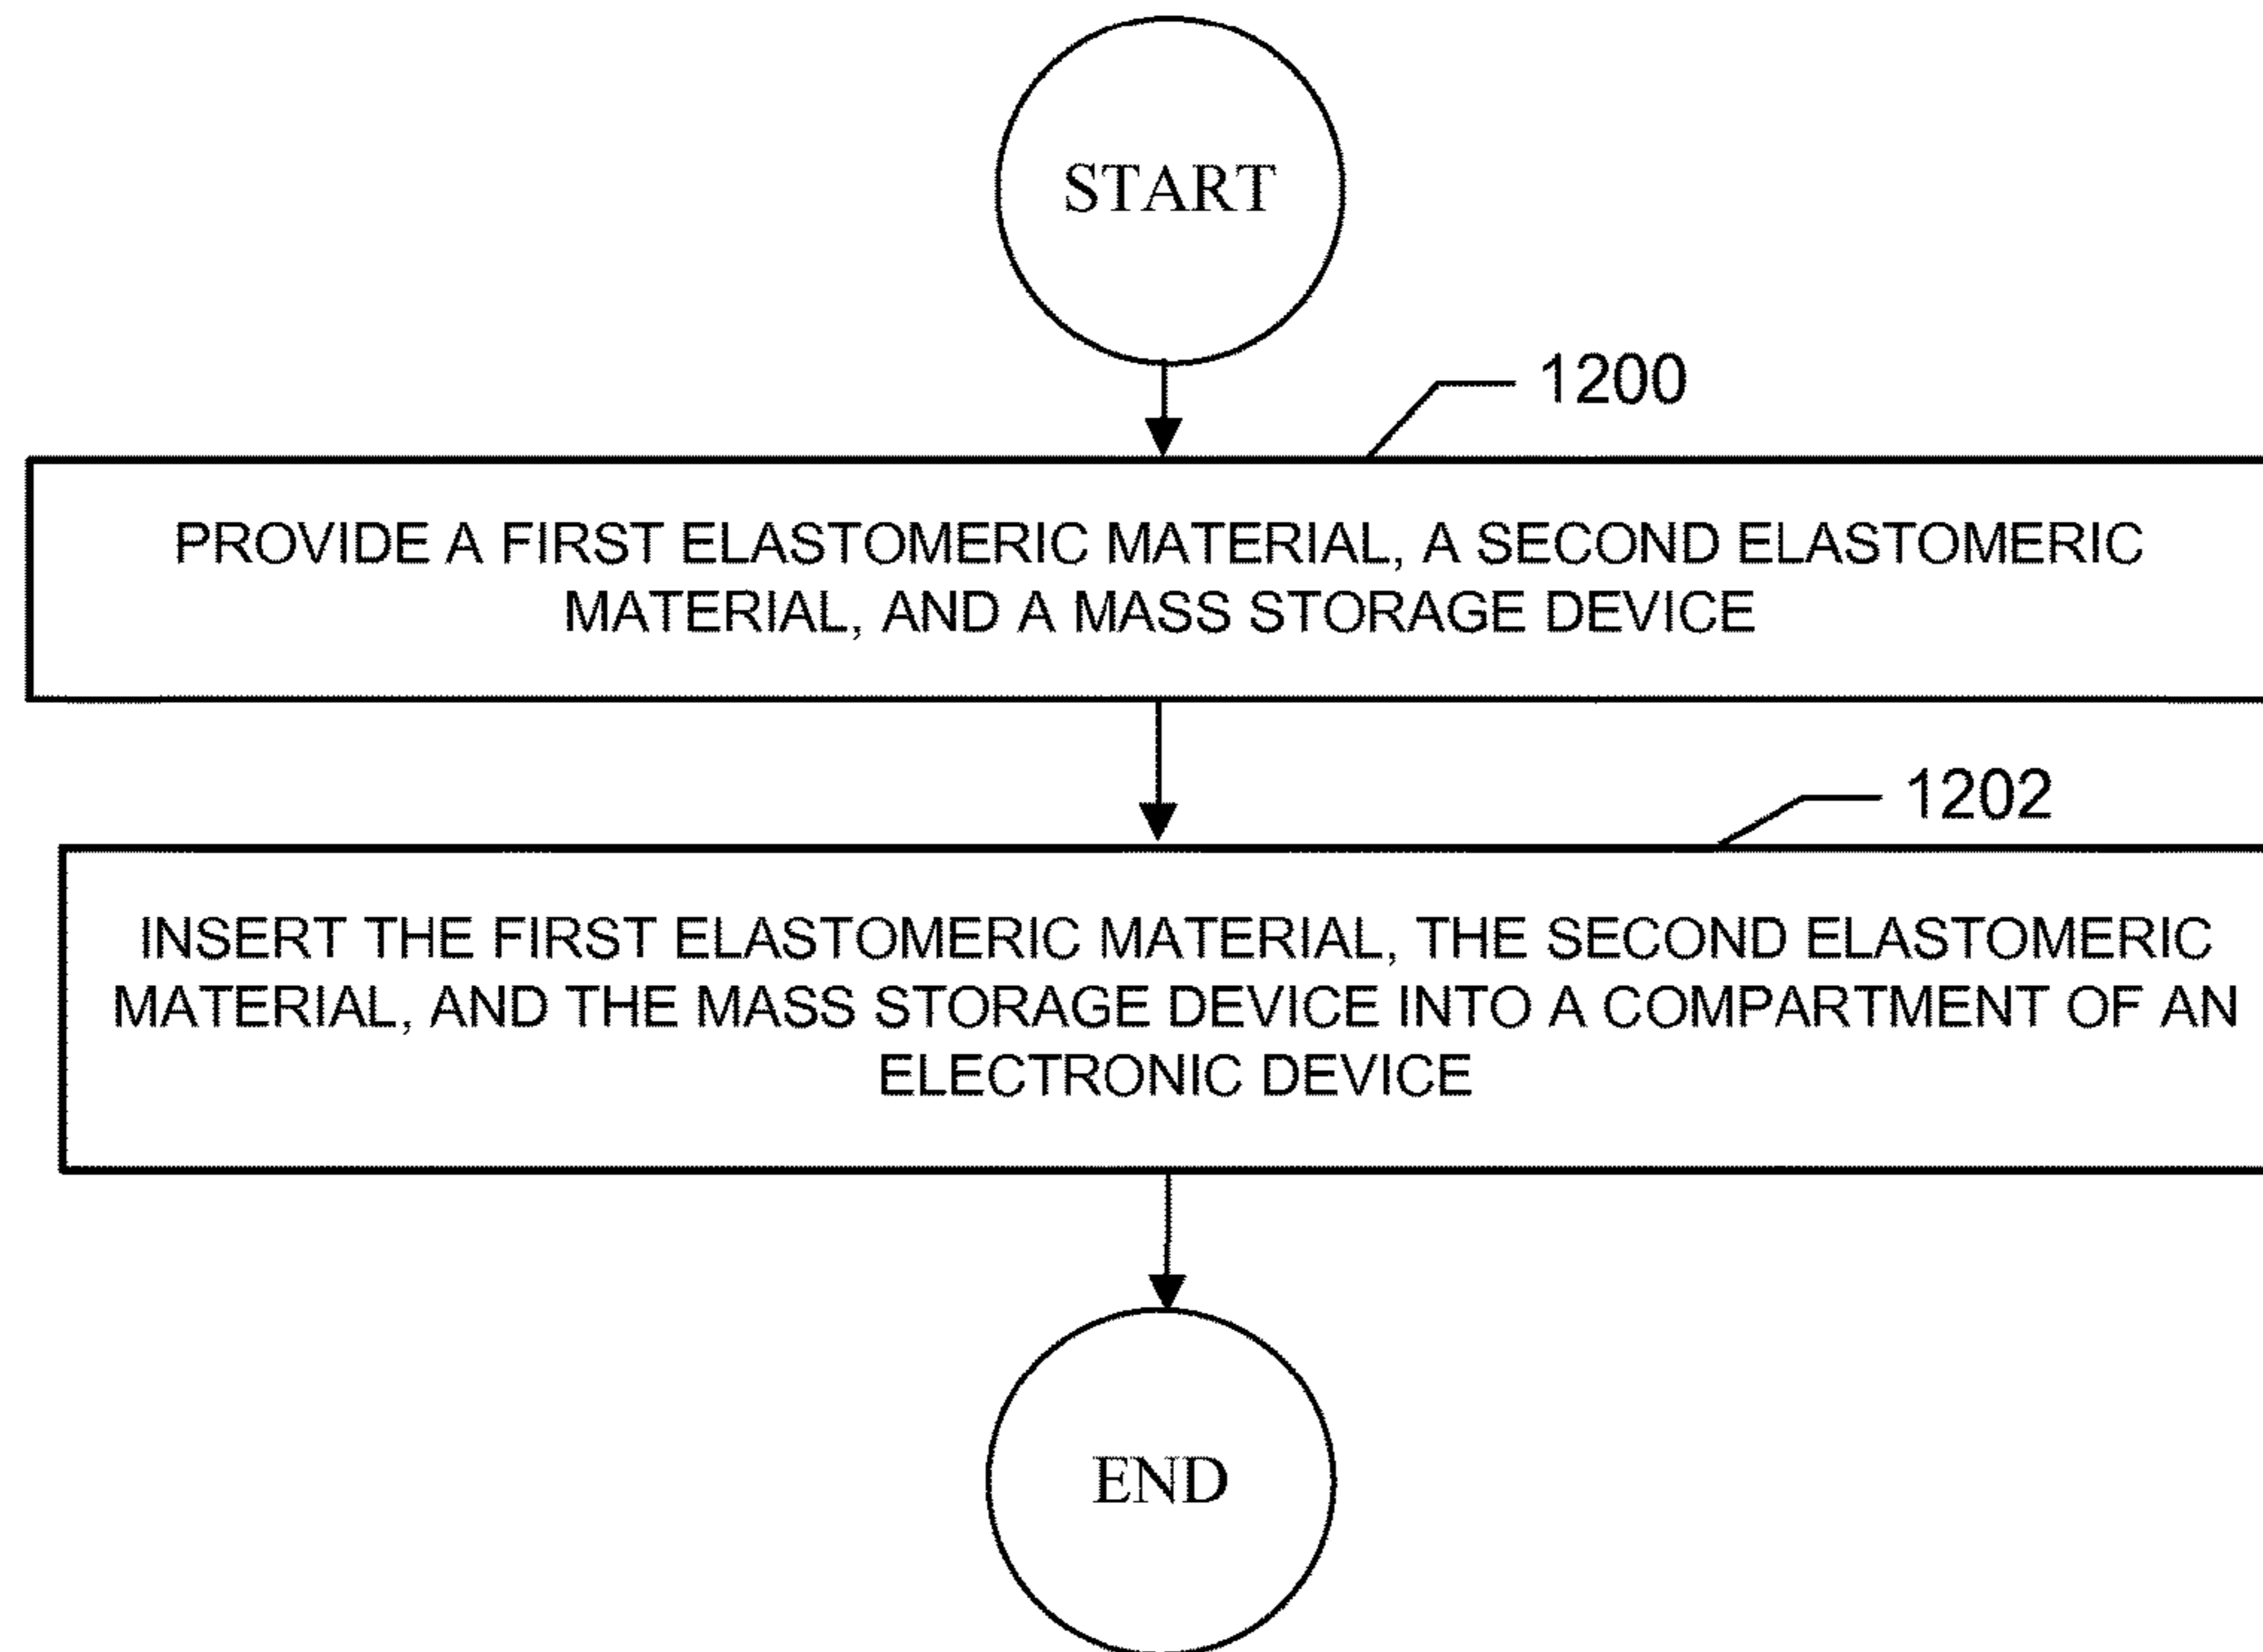 START
1200
PROVIDE A FIRST ELASTOMERIC MATERIAL, A SECOND ELASTOMERIC
MATERIAL, AND A MASS STORAGE DEVICE
1202
INSERT THE FIRST ELASTOMERIC MATERIAL, THE SECOND ELASTOMERIC
MATERIAL, AND THE MASS STORAGE DEVICE INTO A COMPARTMENT OF AN
ELECTRONIC DEVICE
END